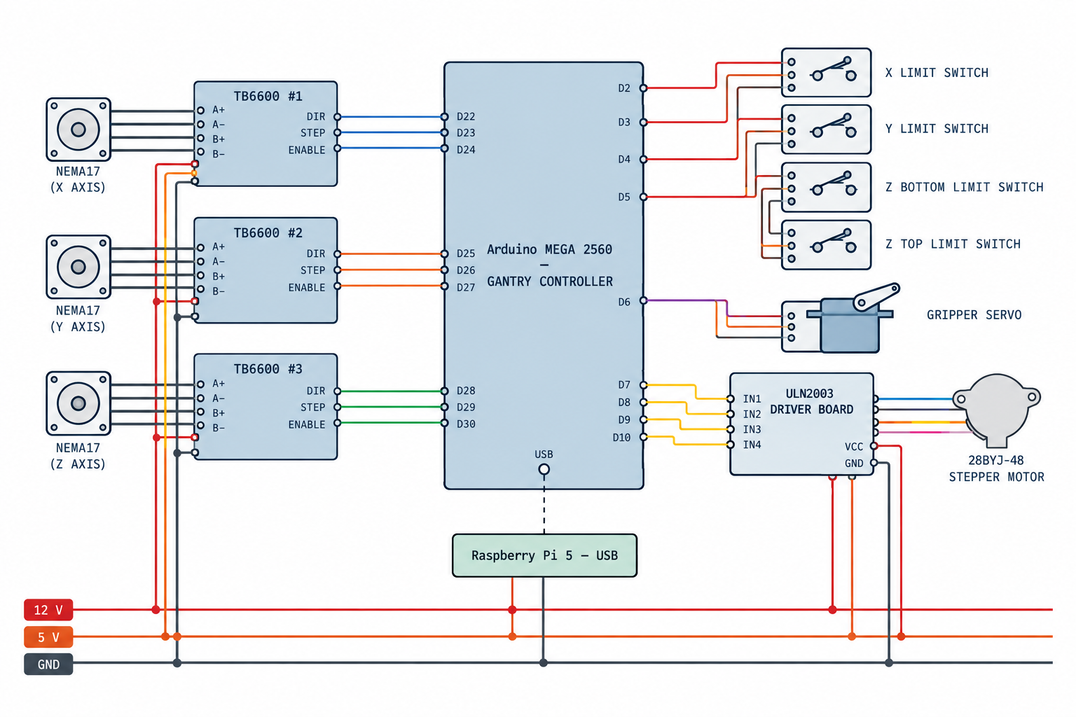 TB6600 #1
A+
A−
B+
B−
DIR
STEP
ENABLE
NEMA17
(X AXIS)
TB6600 #2
A+
A−
B+
B−
DIR
STEP
ENABLE
NEMA17
(Y AXIS)
TB6600 #3
A+
A−
B+
B−
DIR
STEP
ENABLE
NEMA17
(Z AXIS)
D22
D23
D24
D25
D26
D27
D28
D29
D30
Arduino MEGA 2560
—
GANTRY CONTROLLER
USB
D2
D3
D4
D5
D6
D7
D8
D9
D10
X LIMIT SWITCH
Y LIMIT SWITCH
Z BOTTOM LIMIT SWITCH
Z TOP LIMIT SWITCH
GRIPPER SERVO
ULN2003
DRIVER BOARD
IN1
IN2
IN3
IN4
VCC
GND
28BYJ-48
STEPPER MOTOR
Raspberry Pi 5 — USB
12 V
5 V
GND